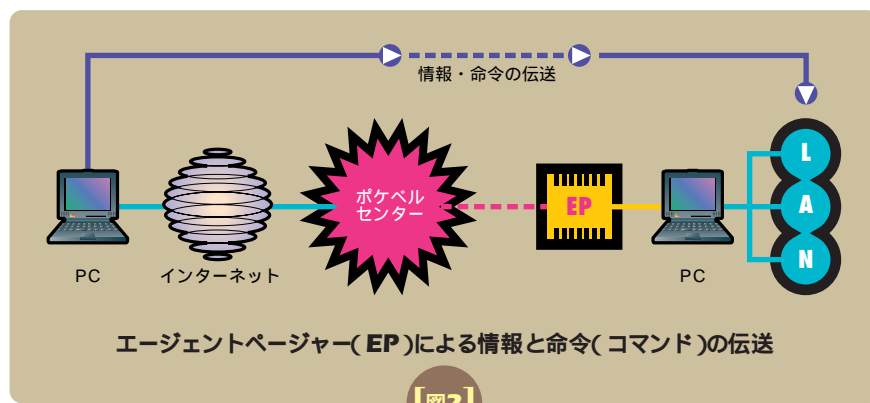 情報・命令の伝送
ポケベル
センター
EP
L
A
N
PC
インターネット
PC
エージェントページャー(EP)による情報と命令(コマンド)の伝送